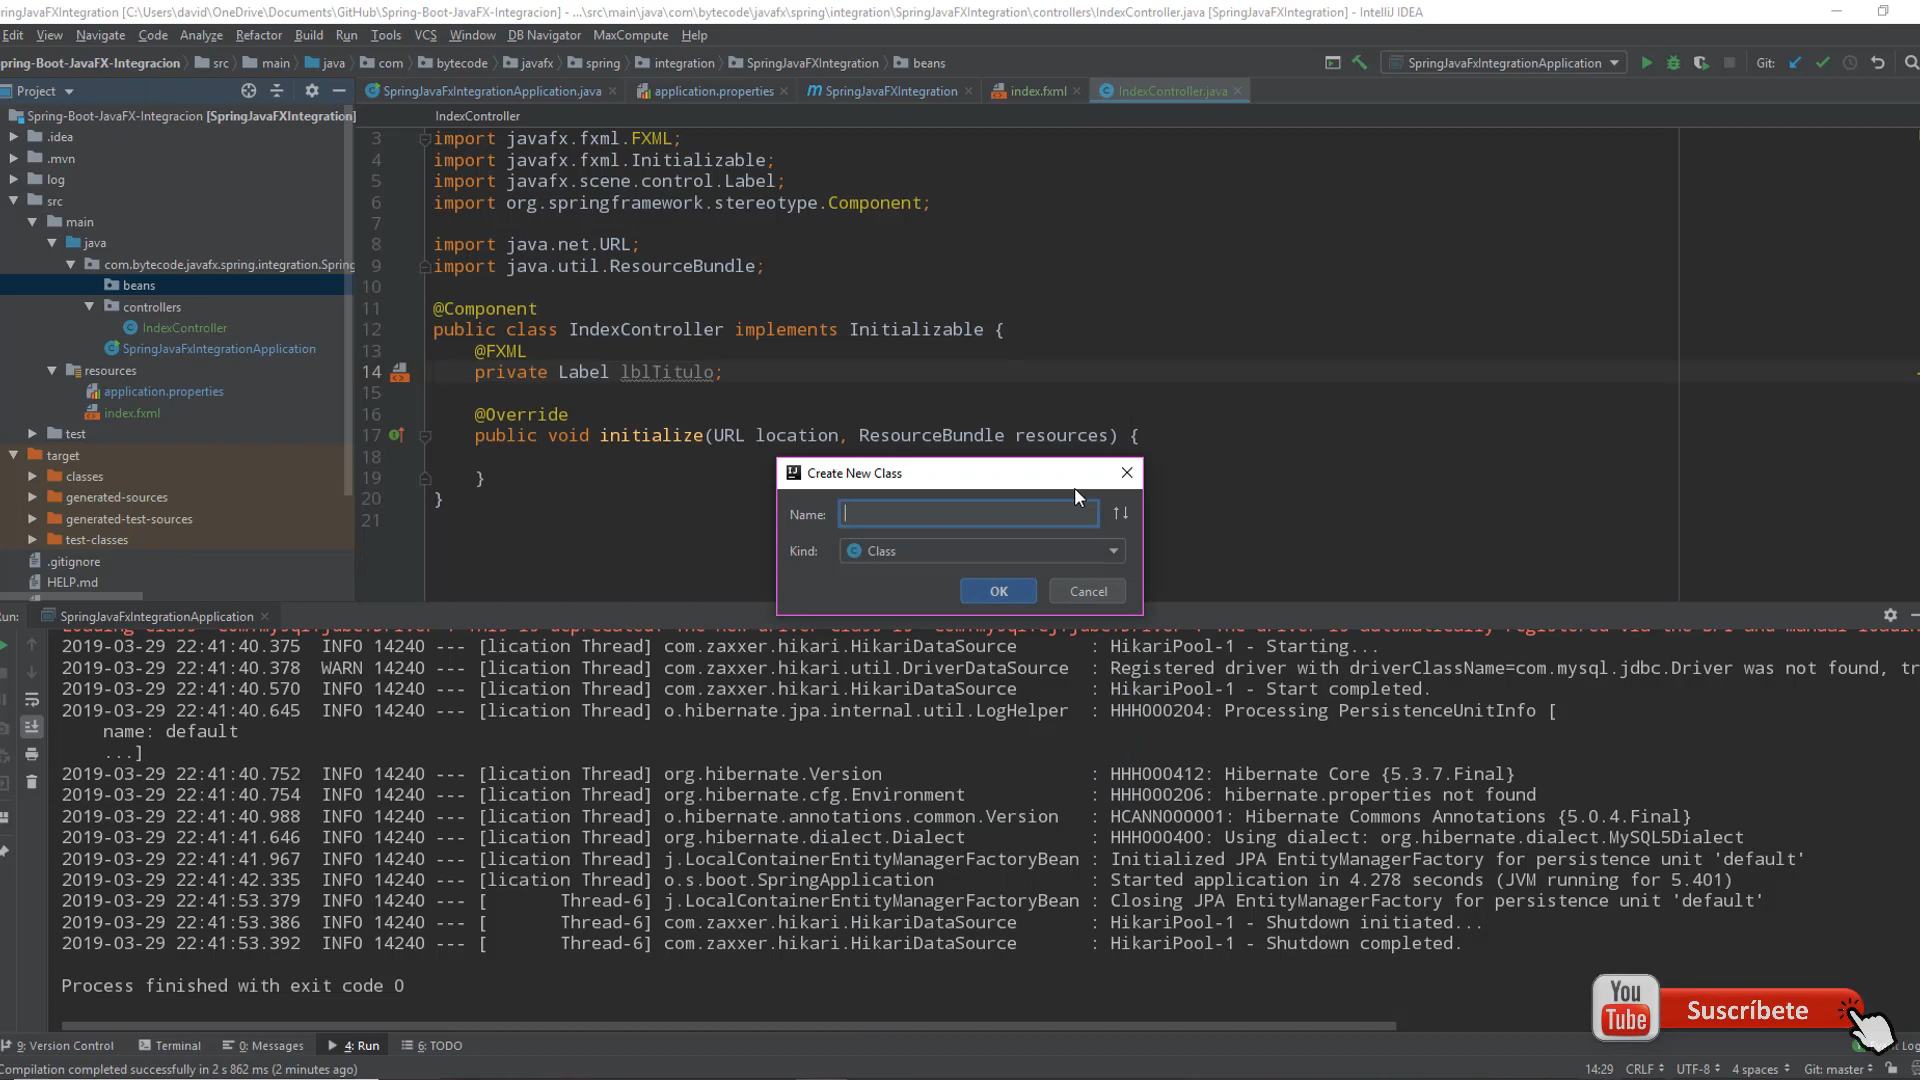 ringJavaFXIntegration [C:\Users\david\OneDrive\Documents\GitHub\Spring-Boot-JavaFX-Integracion] - ...\src\main\java\com\bytecode\javafx\spring\integration\SpringJavaFXIntegration\controllers\IndexController.java [SpringJavaFXIntegration] - IntelliJ IDEA
Edit View Navigate Code Analyze Refactor Build Run Tools VCS Window DB Navigator MaxCompute Help
pring-Boot-JavaFX-Integracion src main java com bytecode javafx spring integration SpringJavaFXIntegration beans SpringJavaFxIntegrationApplication Git:
Project SpringJavaFxIntegrationApplication.java application.properties SpringJavaFXIntegration index.fxml IndexController.java
Spring-Boot-JavaFX-Integracion [SpringJavaFXIntegration]
.idea
.mvn
log
src
main
java
com.bytecode.javafx.spring.integration.Spring
beans
controllers
IndexController
SpringJavaFxIntegrationApplication
resources
application.properties
index.fxml
test
target
classes
generated-sources
generated-test-sources
test-classes
.gitignore
HELP.md
IndexController
3 import javafx.fxml.FXML;
4 import javafx.fxml.Initializable;
5 import javafx.scene.control.Label;
6 import org.springframework.stereotype.Component;
7
8 import java.net.URL;
9 import java.util.ResourceBundle;
10
11 @Component
12 public class IndexController implements Initializable {
13 @FXML
14 private Label lblTitulo;
15
16 @Override
17 public void initialize(URL location, ResourceBundle resources) {
18
19 }
20 }
21
Create New Class
Name:
Kind: Class
OK Cancel
Run: SpringJavaFxIntegrationApplication
2019-03-29 22:41:40.375 INFO 14240 --- [lication Thread] com.zaxxer.hikari.HikariDataSource : HikariPool-1 - Starting...
2019-03-29 22:41:40.378 WARN 14240 --- [lication Thread] com.zaxxer.hikari.util.DriverDataSource : Registered driver with driverClassName=com.mysql.jdbc.Driver was not found, tr
2019-03-29 22:41:40.570 INFO 14240 --- [lication Thread] com.zaxxer.hikari.HikariDataSource : HikariPool-1 - Start completed.
2019-03-29 22:41:40.645 INFO 14240 --- [lication Thread] o.hibernate.jpa.internal.util.LogHelper : HHH000204: Processing PersistenceUnitInfo [
name: default
...]
2019-03-29 22:41:40.752 INFO 14240 --- [lication Thread] org.hibernate.Version : HHH000412: Hibernate Core {5.3.7.Final}
2019-03-29 22:41:40.754 INFO 14240 --- [lication Thread] org.hibernate.cfg.Environment : HHH000206: hibernate.properties not found
2019-03-29 22:41:40.988 INFO 14240 --- [lication Thread] o.hibernate.annotations.common.Version : HCANN000001: Hibernate Commons Annotations {5.0.4.Final}
2019-03-29 22:41:41.646 INFO 14240 --- [lication Thread] org.hibernate.dialect.Dialect : HHH000400: Using dialect: org.hibernate.dialect.MySQL5Dialect
2019-03-29 22:41:41.967 INFO 14240 --- [lication Thread] j.LocalContainerEntityManagerFactoryBean : Initialized JPA EntityManagerFactory for persistence unit 'default'
2019-03-29 22:41:42.335 INFO 14240 --- [lication Thread] o.s.boot.SpringApplication : Started application in 4.278 seconds (JVM running for 5.401)
2019-03-29 22:41:53.379 INFO 14240 --- [ Thread-6] j.LocalContainerEntityManagerFactoryBean : Closing JPA EntityManagerFactory for persistence unit 'default'
2019-03-29 22:41:53.386 INFO 14240 --- [ Thread-6] com.zaxxer.hikari.HikariDataSource : HikariPool-1 - Shutdown initiated...
2019-03-29 22:41:53.392 INFO 14240 --- [ Thread-6] com.zaxxer.hikari.HikariDataSource : HikariPool-1 - Shutdown completed.
Process finished with exit code 0
You Tube Suscríbete
9: Version Control Terminal 0: Messages 4: Run 6: TODO Log
Compilation completed successfully in 2 s 862 ms (2 minutes ago) 14:29 CRLF UTF-8 4 spaces Git: master